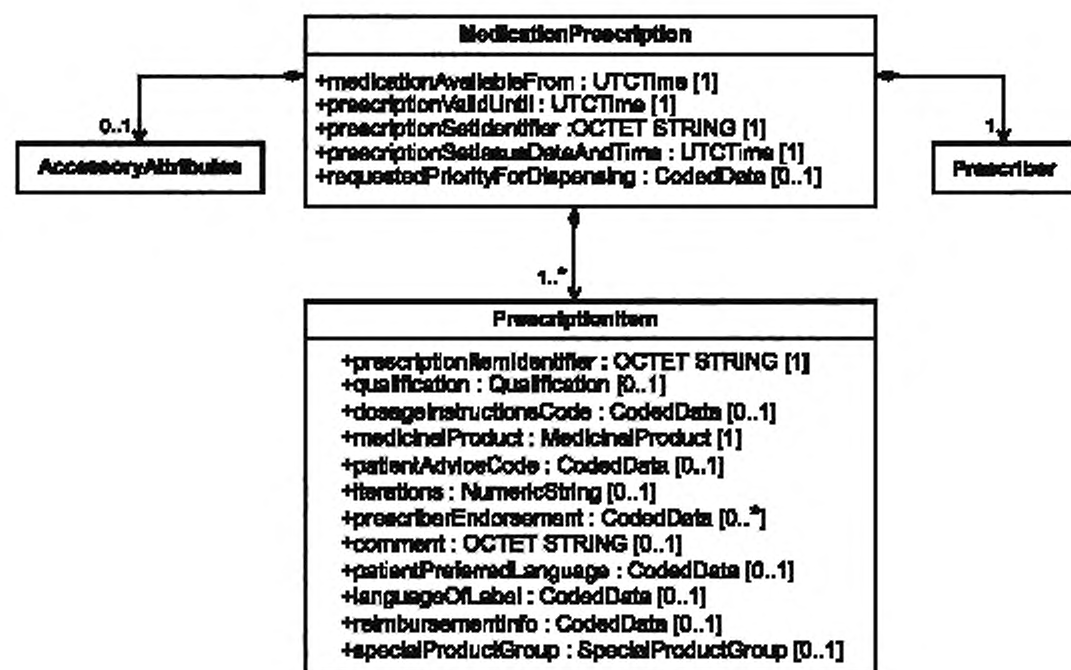 MedicationPrescription
+medicationAvailableFrom : UTCTime [1]
+prescriptionValidUntil : UTCTime [1]
+prescriptionSetIdentifier :OCTET STRING [1]
+prescriptionSetIssueDateAndTime : UTCTime [1]
+requestedPriorityForDispensing : CodedData [0..1]
0..1
AccessoryAttributes
1
Prescriber
1..*
PrescriptionItem
+prescriptionItemIdentifier : OCTET STRING [1]
+qualification : Qualification [0..1]
+dosageInstructionsCode : CodedData [0..1]
+medicinalProduct : MedicinalProduct [1]
+patientAdviceCode : CodedData [0..1]
+iterations : NumericString [0..1]
+prescriberEndorsement : CodedData [0..*]
+comment : OCTET STRING [0..1]
+patientPreferredLanguage : CodedData [0..1]
+languageOfLabel : CodedData [0..1]
+reimbursementInfo : CodedData [0..1]
+specialProductGroup : SpecialProductGroup [0..1]